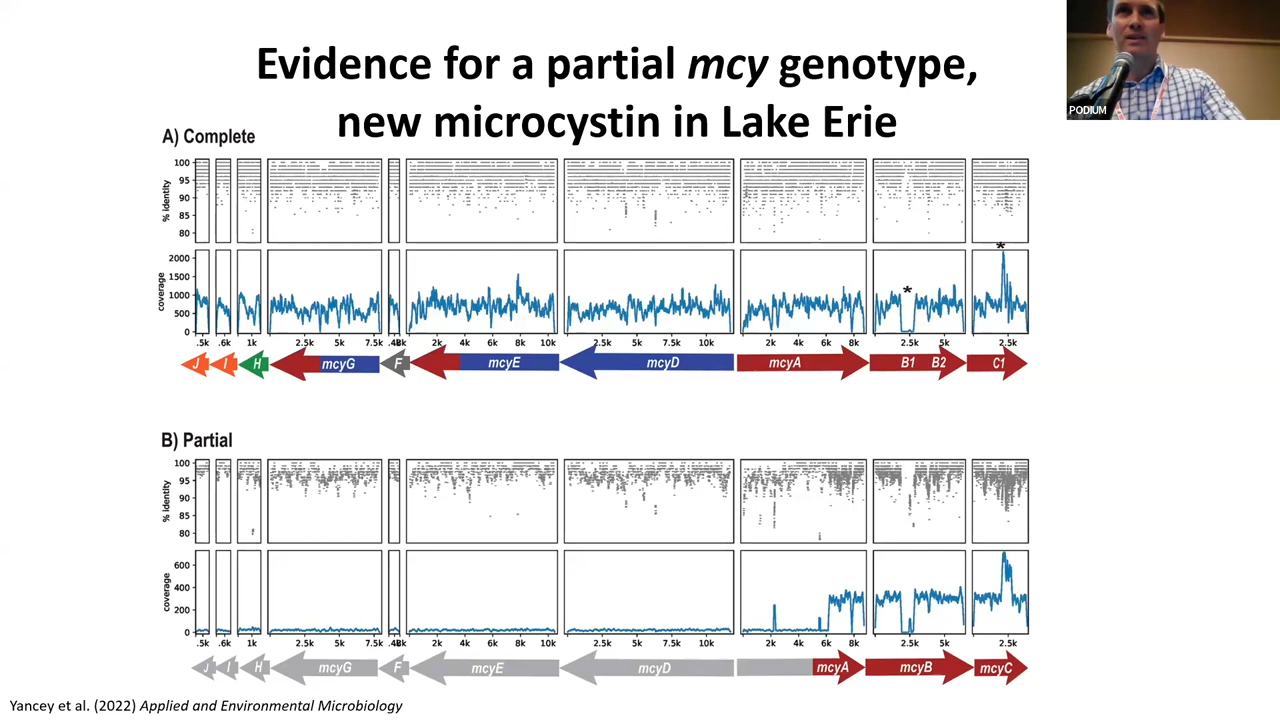 Evidence for a partial mcy genotype,
new microcystin in Lake Erie
PODIUM
A) Complete
% identity
100
95
90
85
80
coverage
2000
1500
1000
500
0
*
*
.5k .6k 1k 2.5k 5k 7.5k 2k 4k 6k 8k 10k 2.5k 5k 7.5k 10k 2k 4k 6k 8k 2.5k 5k 2.5k
J I H mcyG F mcyE mcyD mcyA B1 B2 C1
B) Partial
% identity
100
95
90
85
80
coverage
600
400
200
0
.5k .6k 1k 2.5k 5k 7.5k 2k 4k 6k 8k 10k 2.5k 5k 7.5k 10k 2k 4k 6k 8k 2.5k 5k 2.5k
J I H mcyG F mcyE mcyD mcyA mcyB mcyC
Yancey et al. (2022) Applied and Environmental Microbiology